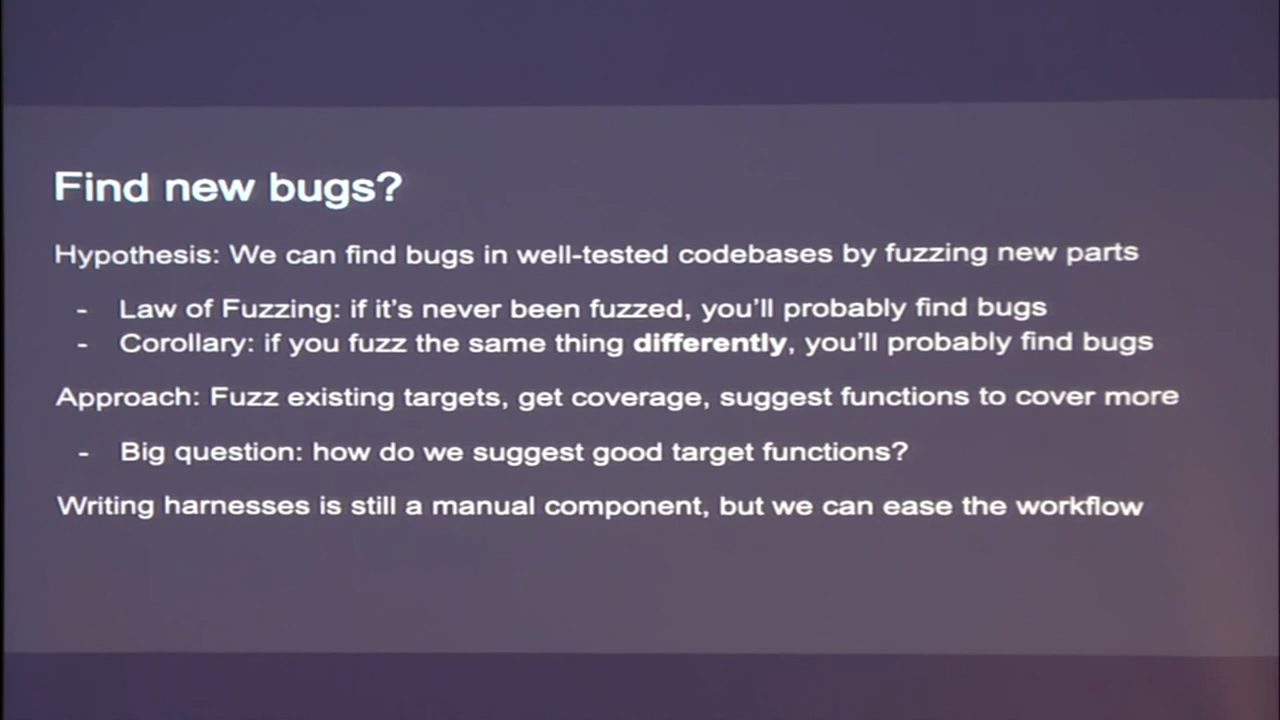 Find new bugs?
Hypothesis: We can find bugs in well-tested codebases by fuzzing new parts
- Law of Fuzzing: if it's never been fuzzed, you'll probably find bugs
- Corollary: if you fuzz the same thing differently, you'll probably find bugs
Approach: Fuzz existing targets, get coverage, suggest functions to cover more
- Big question: how do we suggest good target functions?
Writing harnesses is still a manual component, but we can ease the workflow